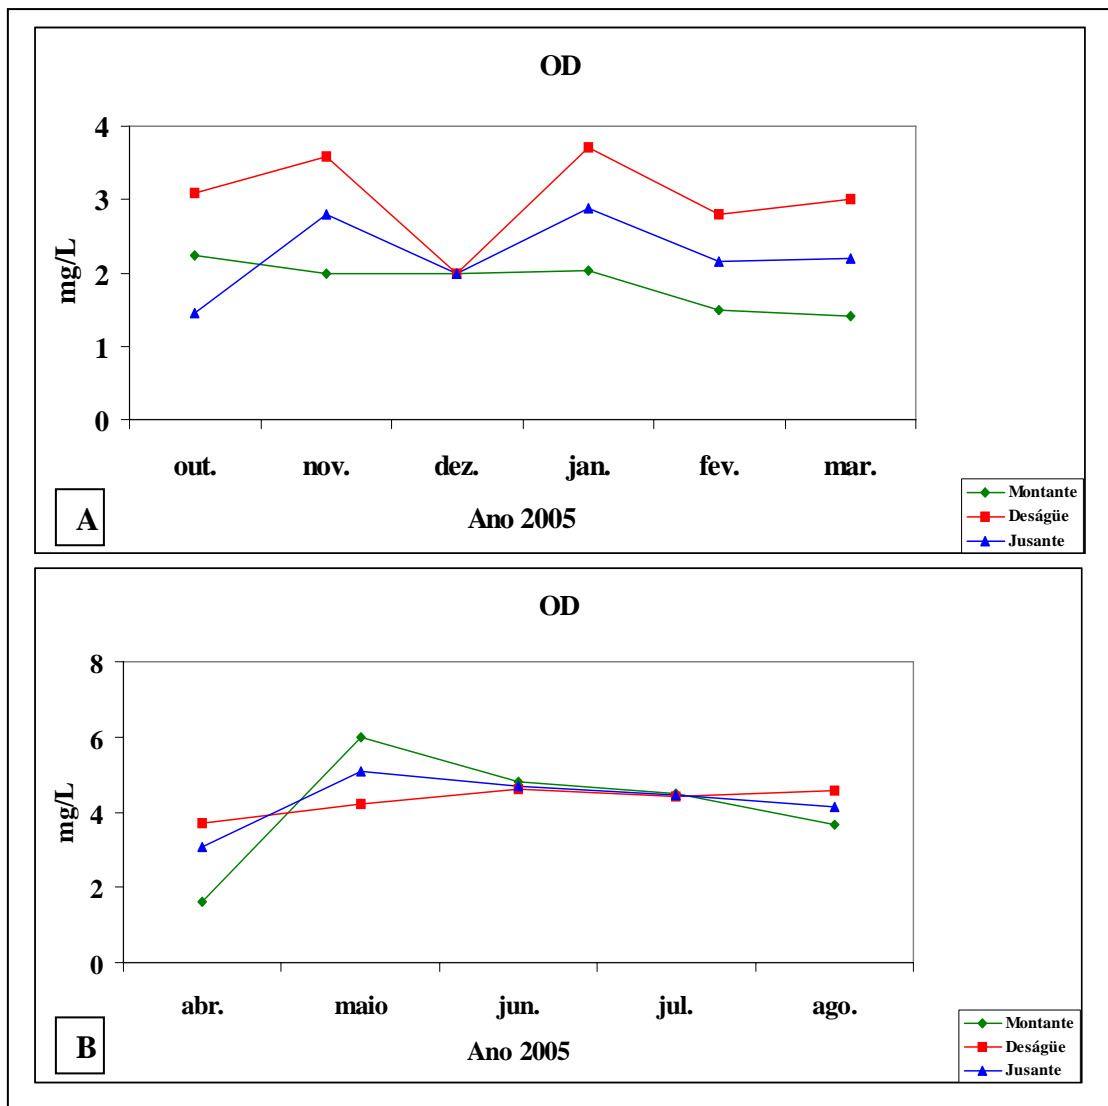 OD
4
3
2
1
0
mg/L
out. nov. dez. jan. fev. mar.
Ano 2005
A
Montante
Deságüe
Jusante
OD
8
6
4
2
0
mg/L
abr. maio jun. jul. ago.
Ano 2005
B
Montante
Deságüe
Jusante